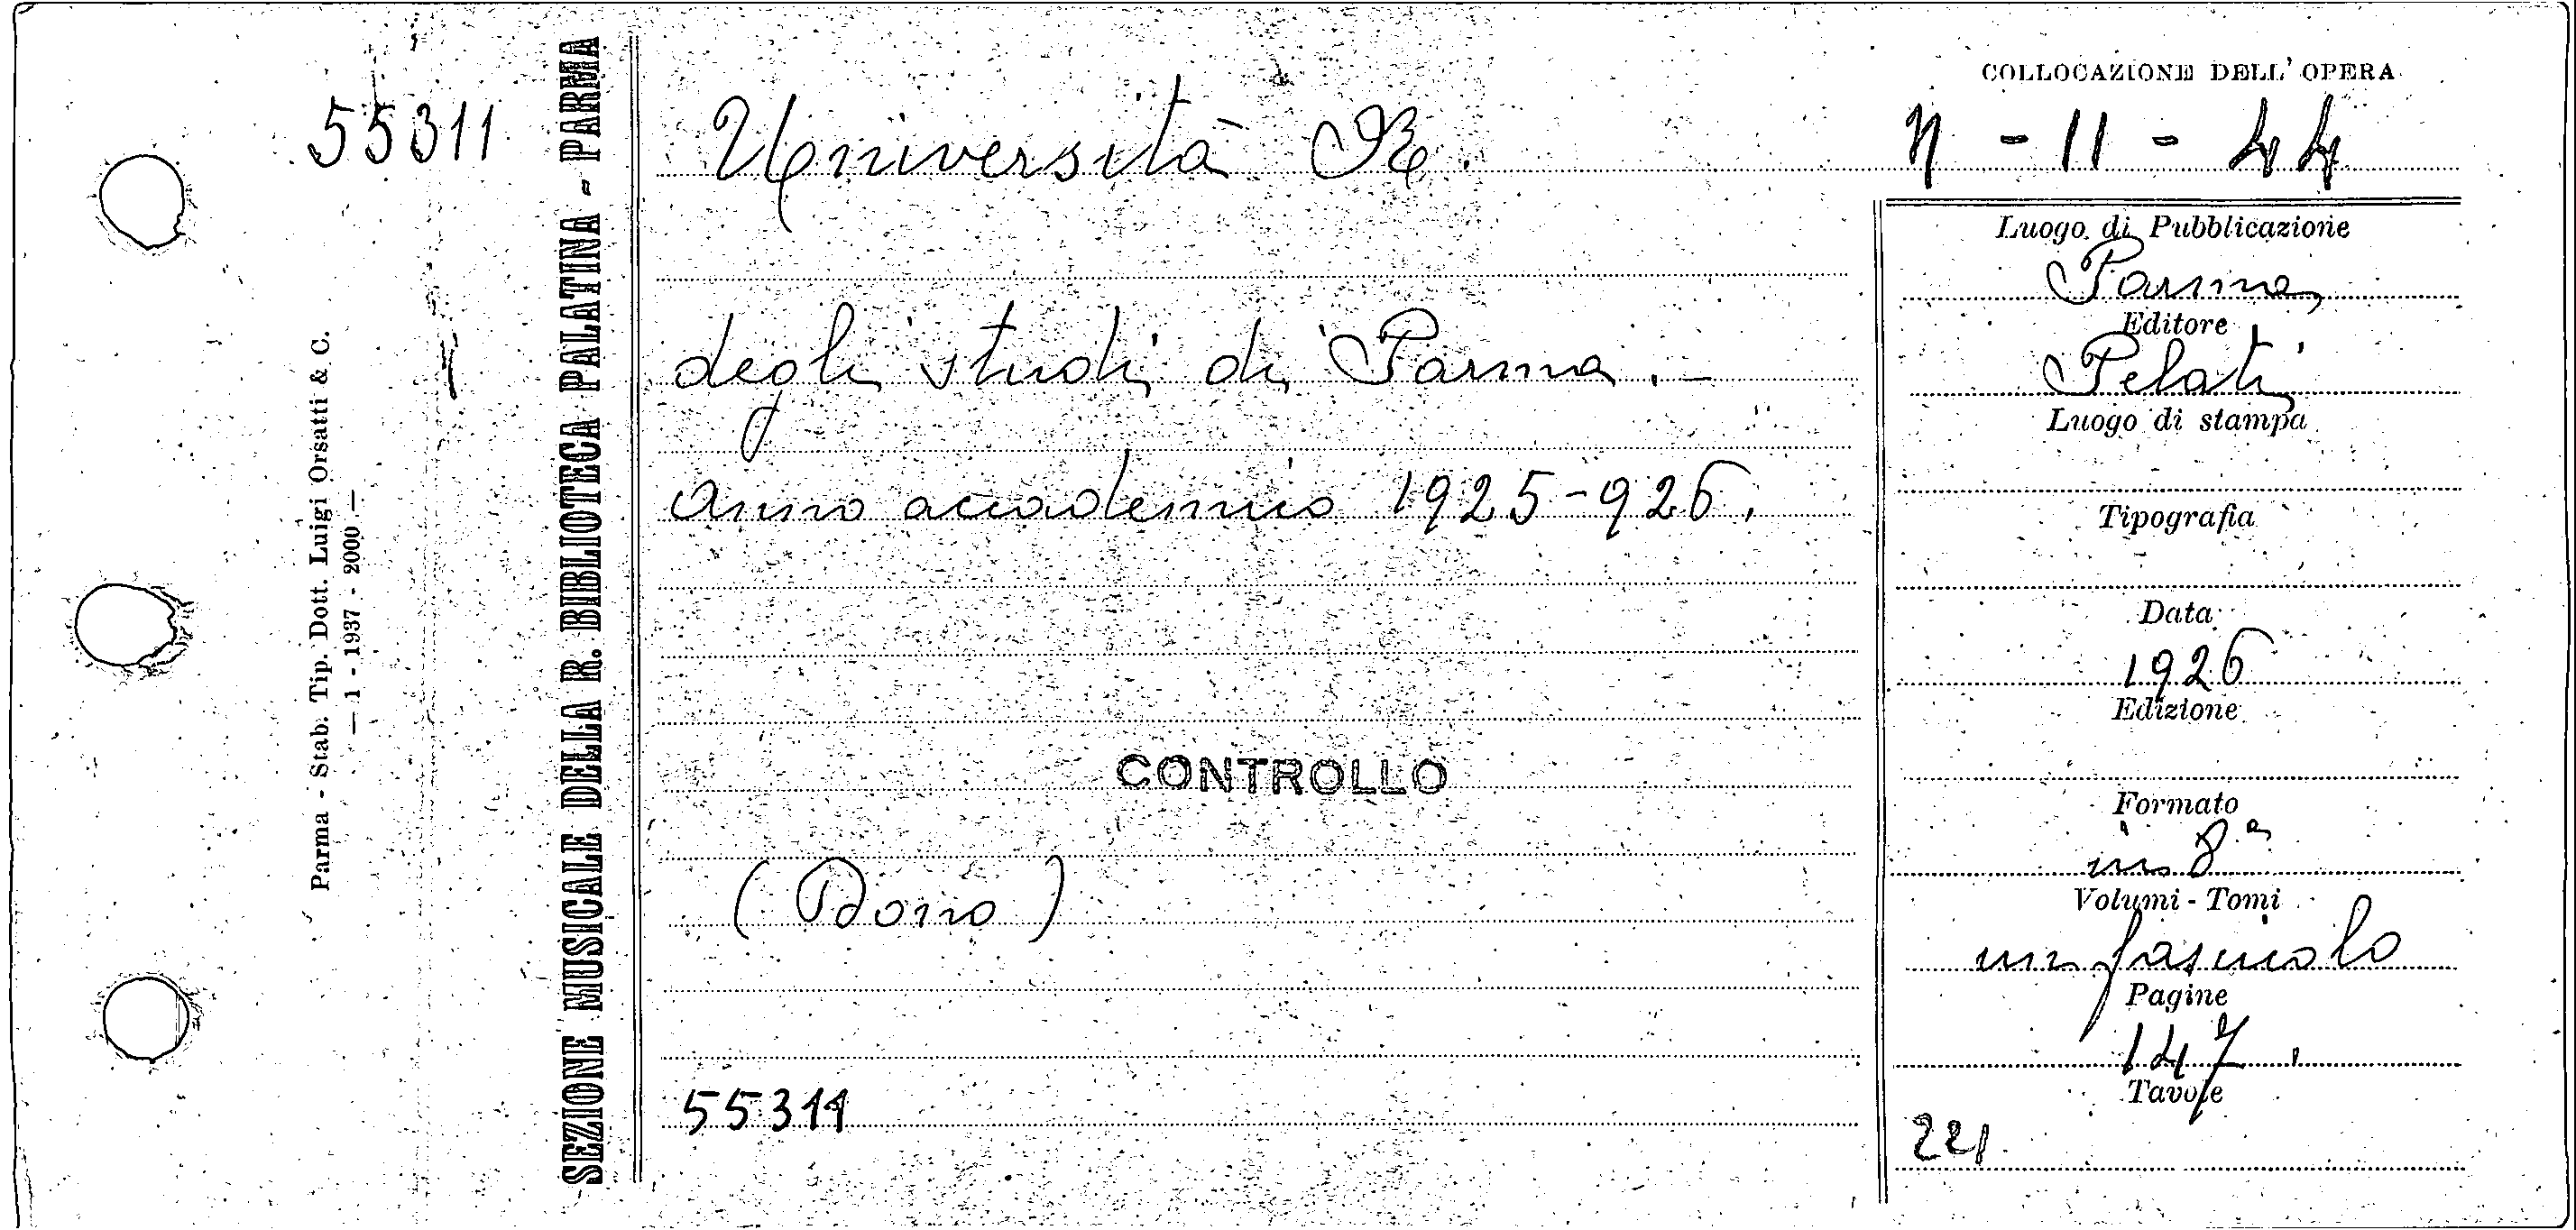 COLLOCAZIONE DELL' OPERA
55311
Università R.
N - 11 - 44
degli studi di Parma. -
Anno accademico 1925-926.
CONTROLLO
(Dono)
55311
Luogo di Pubblicazione
Parma
Editore
Pelati
Luogo di stampa
Tipografia
Data
1926
Edizione
Formato
in 8°
Volumi - Tomi
un fascicolo
Pagine
147.
Tavole
221
SEZIONE MUSICALE DELLA R. BIBLIOTECA PALATINA - PARMA
Parma - Stab. Tip. Dott. Luigi Orsatti & C.
— 1 - 1937 - 2000 —